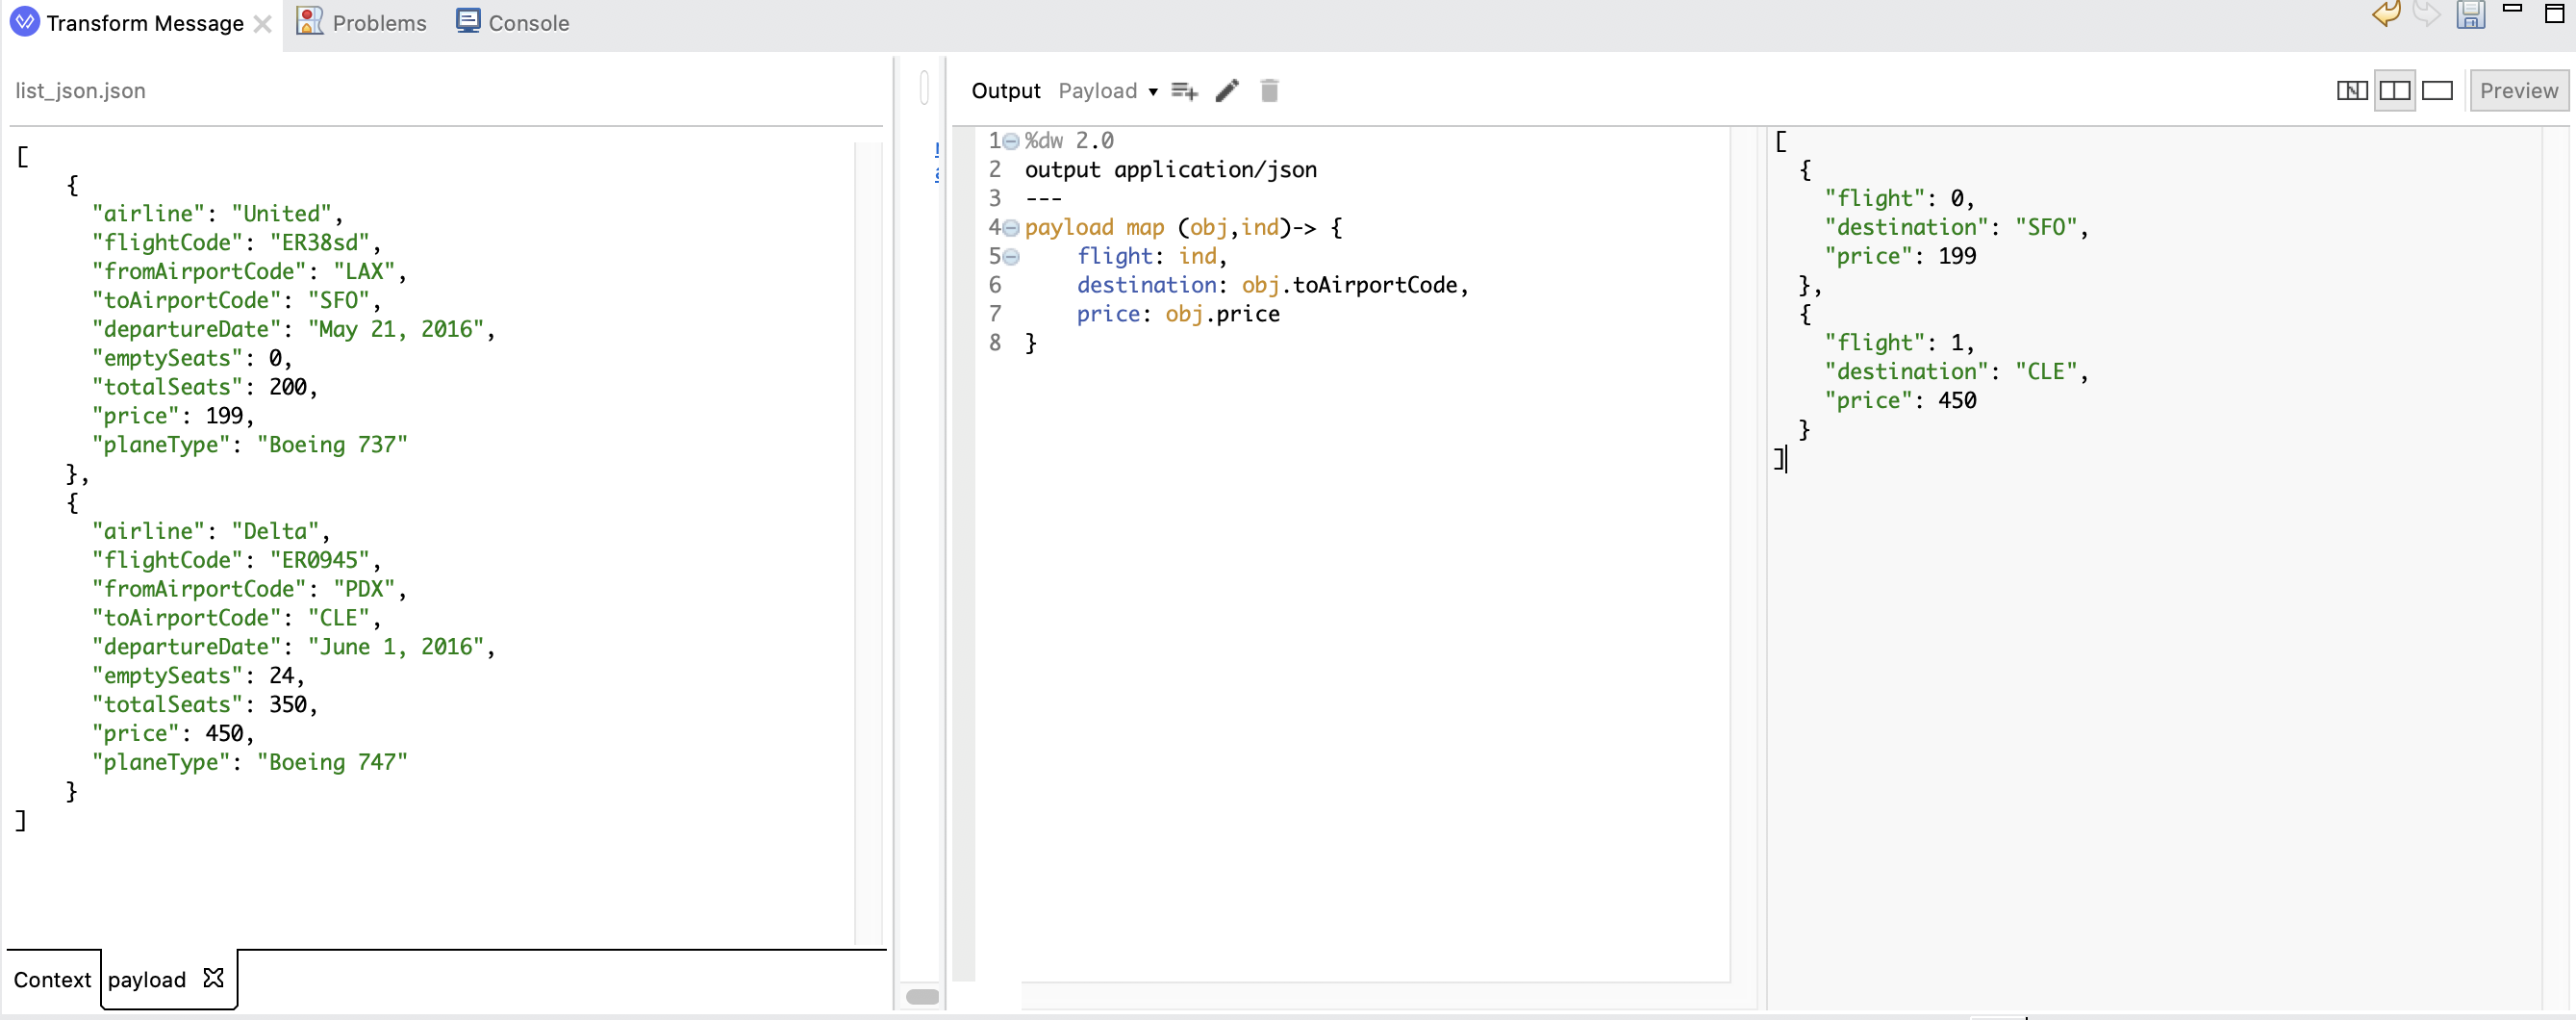 Transform Message
Problems
Console
list_json.json
[
{
"airline": "United",
"flightCode": "ER38sd",
"fromAirportCode": "LAX",
"toAirportCode": "SFO",
"departureDate": "May 21, 2016",
"emptySeats": 0,
"totalSeats": 200,
"price": 199,
"planeType": "Boeing 737"
},
{
"airline": "Delta",
"flightCode": "ER0945",
"fromAirportCode": "PDX",
"toAirportCode": "CLE",
"departureDate": "June 1, 2016",
"emptySeats": 24,
"totalSeats": 350,
"price": 450,
"planeType": "Boeing 747"
}
]
Context
payload
Output Payload
Preview
1 %dw 2.0
2 output application/json
3 ---
4 payload map (obj,ind)-> {
5 flight: ind,
6 destination: obj.toAirportCode,
7 price: obj.price
8 }
[
{
"flight": 0,
"destination": "SFO",
"price": 199
},
{
"flight": 1,
"destination": "CLE",
"price": 450
}
]